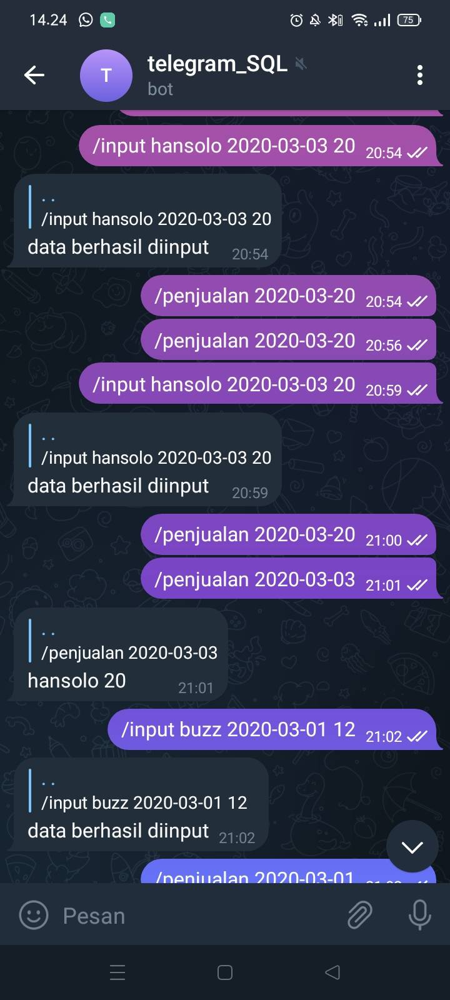 14.24
75
T
telegram_SQL
bot
/input hansolo 2020-03-03 20 20:54
. .
/input hansolo 2020-03-03 20
data berhasil diinput 20:54
/penjualan 2020-03-20 20:54
/penjualan 2020-03-20 20:56
/input hansolo 2020-03-03 20 20:59
. .
/input hansolo 2020-03-03 20
data berhasil diinput 20:59
/penjualan 2020-03-20 21:00
/penjualan 2020-03-03 21:01
. .
/penjualan 2020-03-03
hansolo 20 21:01
/input buzz 2020-03-01 12 21:02
. .
/input buzz 2020-03-01 12
data berhasil diinput 21:02
/penjualan 2020-03-01
Pesan